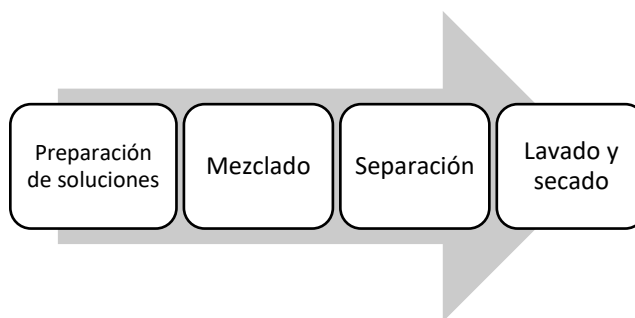 Preparación
de soluciones
Mezclado
Separación
Lavado y
secado